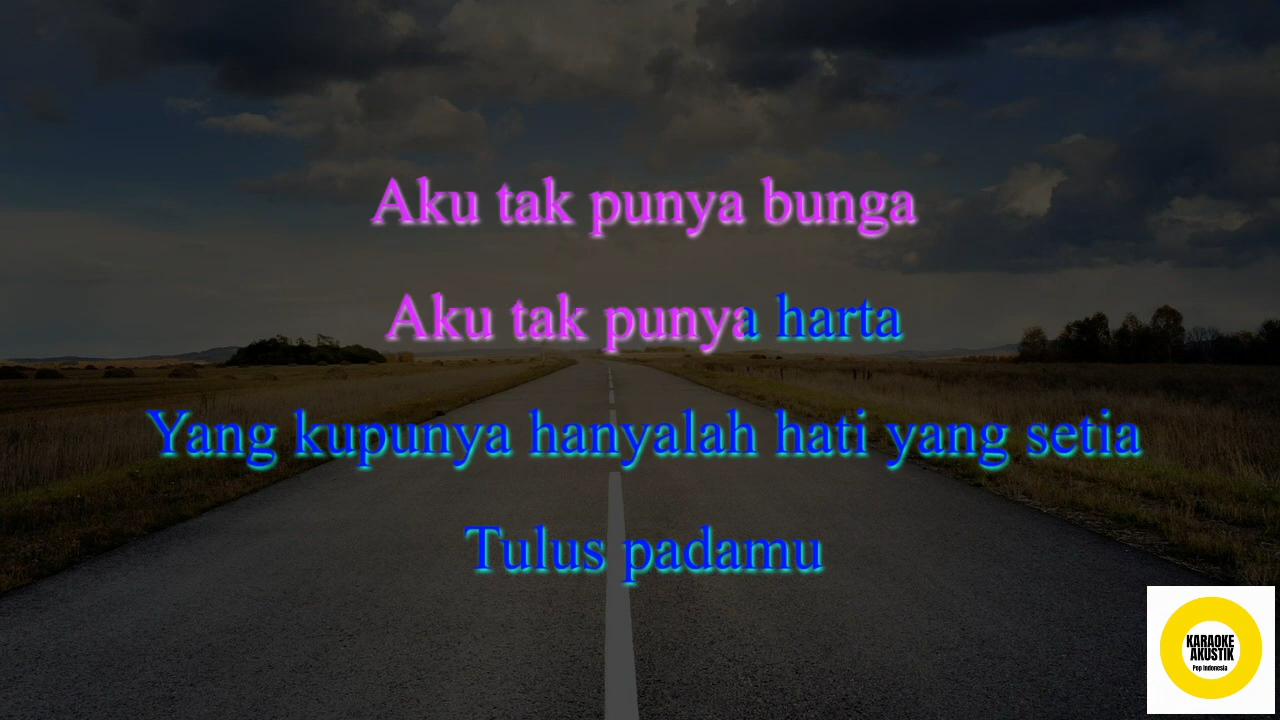 Aku tak punya bunga
Aku tak punya harta
Yang kupunya hanyalah hati yang setia
Tulus padamu
KARAOKE
AKUSTIK
Pop Indonesia